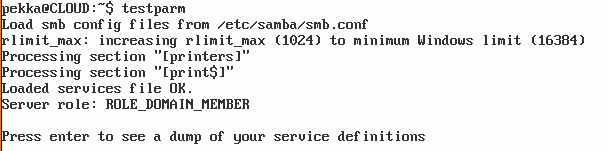 pekka@CLOUD:~$ testparm
Load smb config files from /etc/samba/smb.conf
rlimit_max: increasing rlimit_max (1024) to minimum Windows limit (16384)
Processing section "[printers]"
Processing section "[print$]"
Loaded services file OK.
Server role: ROLE_DOMAIN_MEMBER
Press enter to see a dump of your service definitions